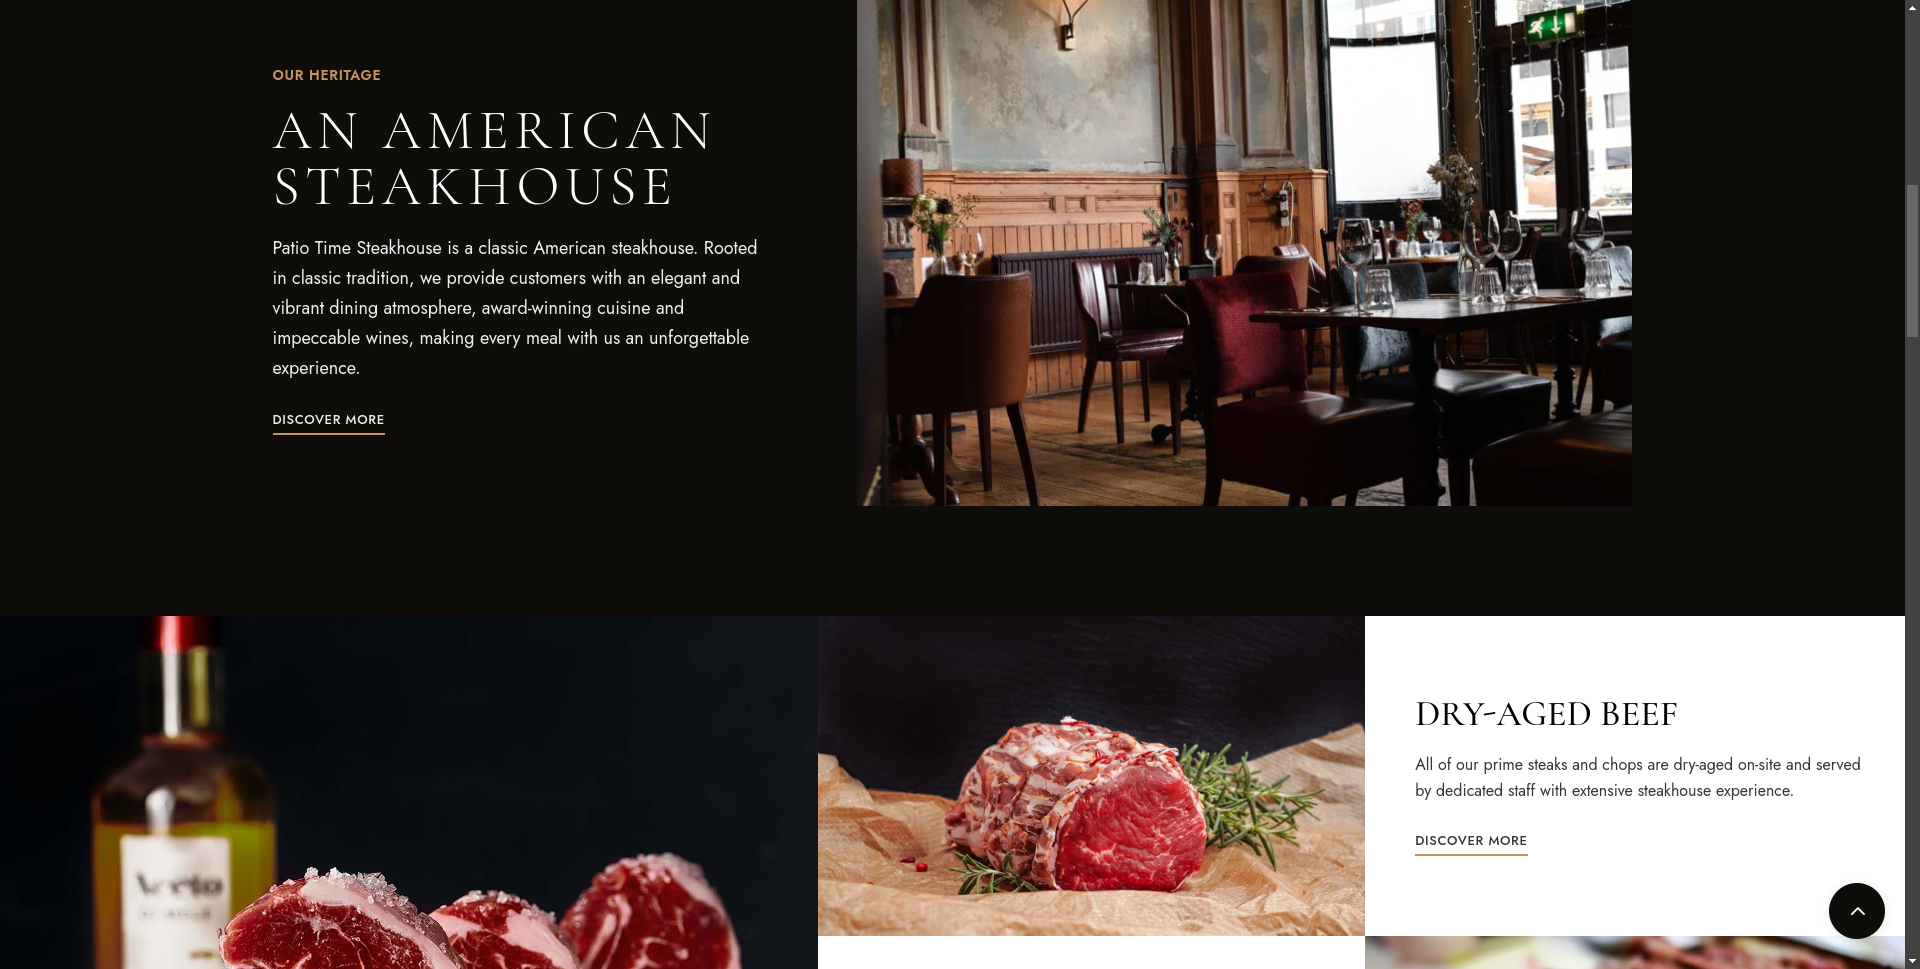 OUR HERITAGE
AN AMERICAN
STEAKHOUSE
Patio Time Steakhouse is a classic American steakhouse. Rooted
in classic tradition, we provide customers with an elegant and
vibrant dining atmosphere, award-winning cuisine and
impeccable wines, making every meal with us an unforgettable
experience.
DISCOVER MORE
DRY-AGED BEEF
All of our prime steaks and chops are dry-aged on-site and served
by dedicated staff with extensive steakhouse experience.
DISCOVER MORE
Aceto